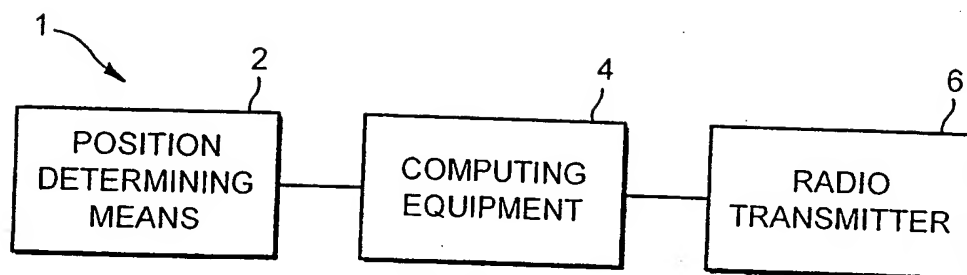 1
2
4
6
POSITION
DETERMINING
MEANS
COMPUTING
EQUIPMENT
RADIO
TRANSMITTER